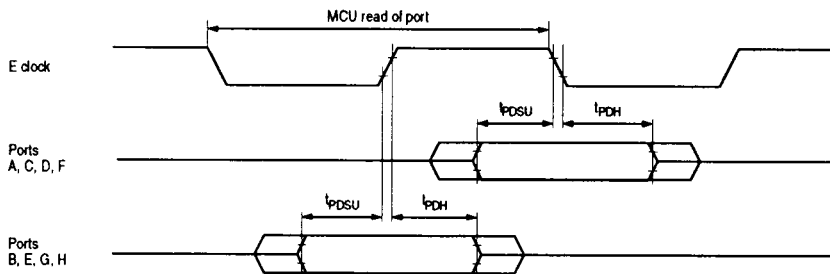 MCU read of port
E clock
tPDSU
tPDH
Ports
A, C, D, F
tPDSU
tPDH
Ports
B, E, G, H